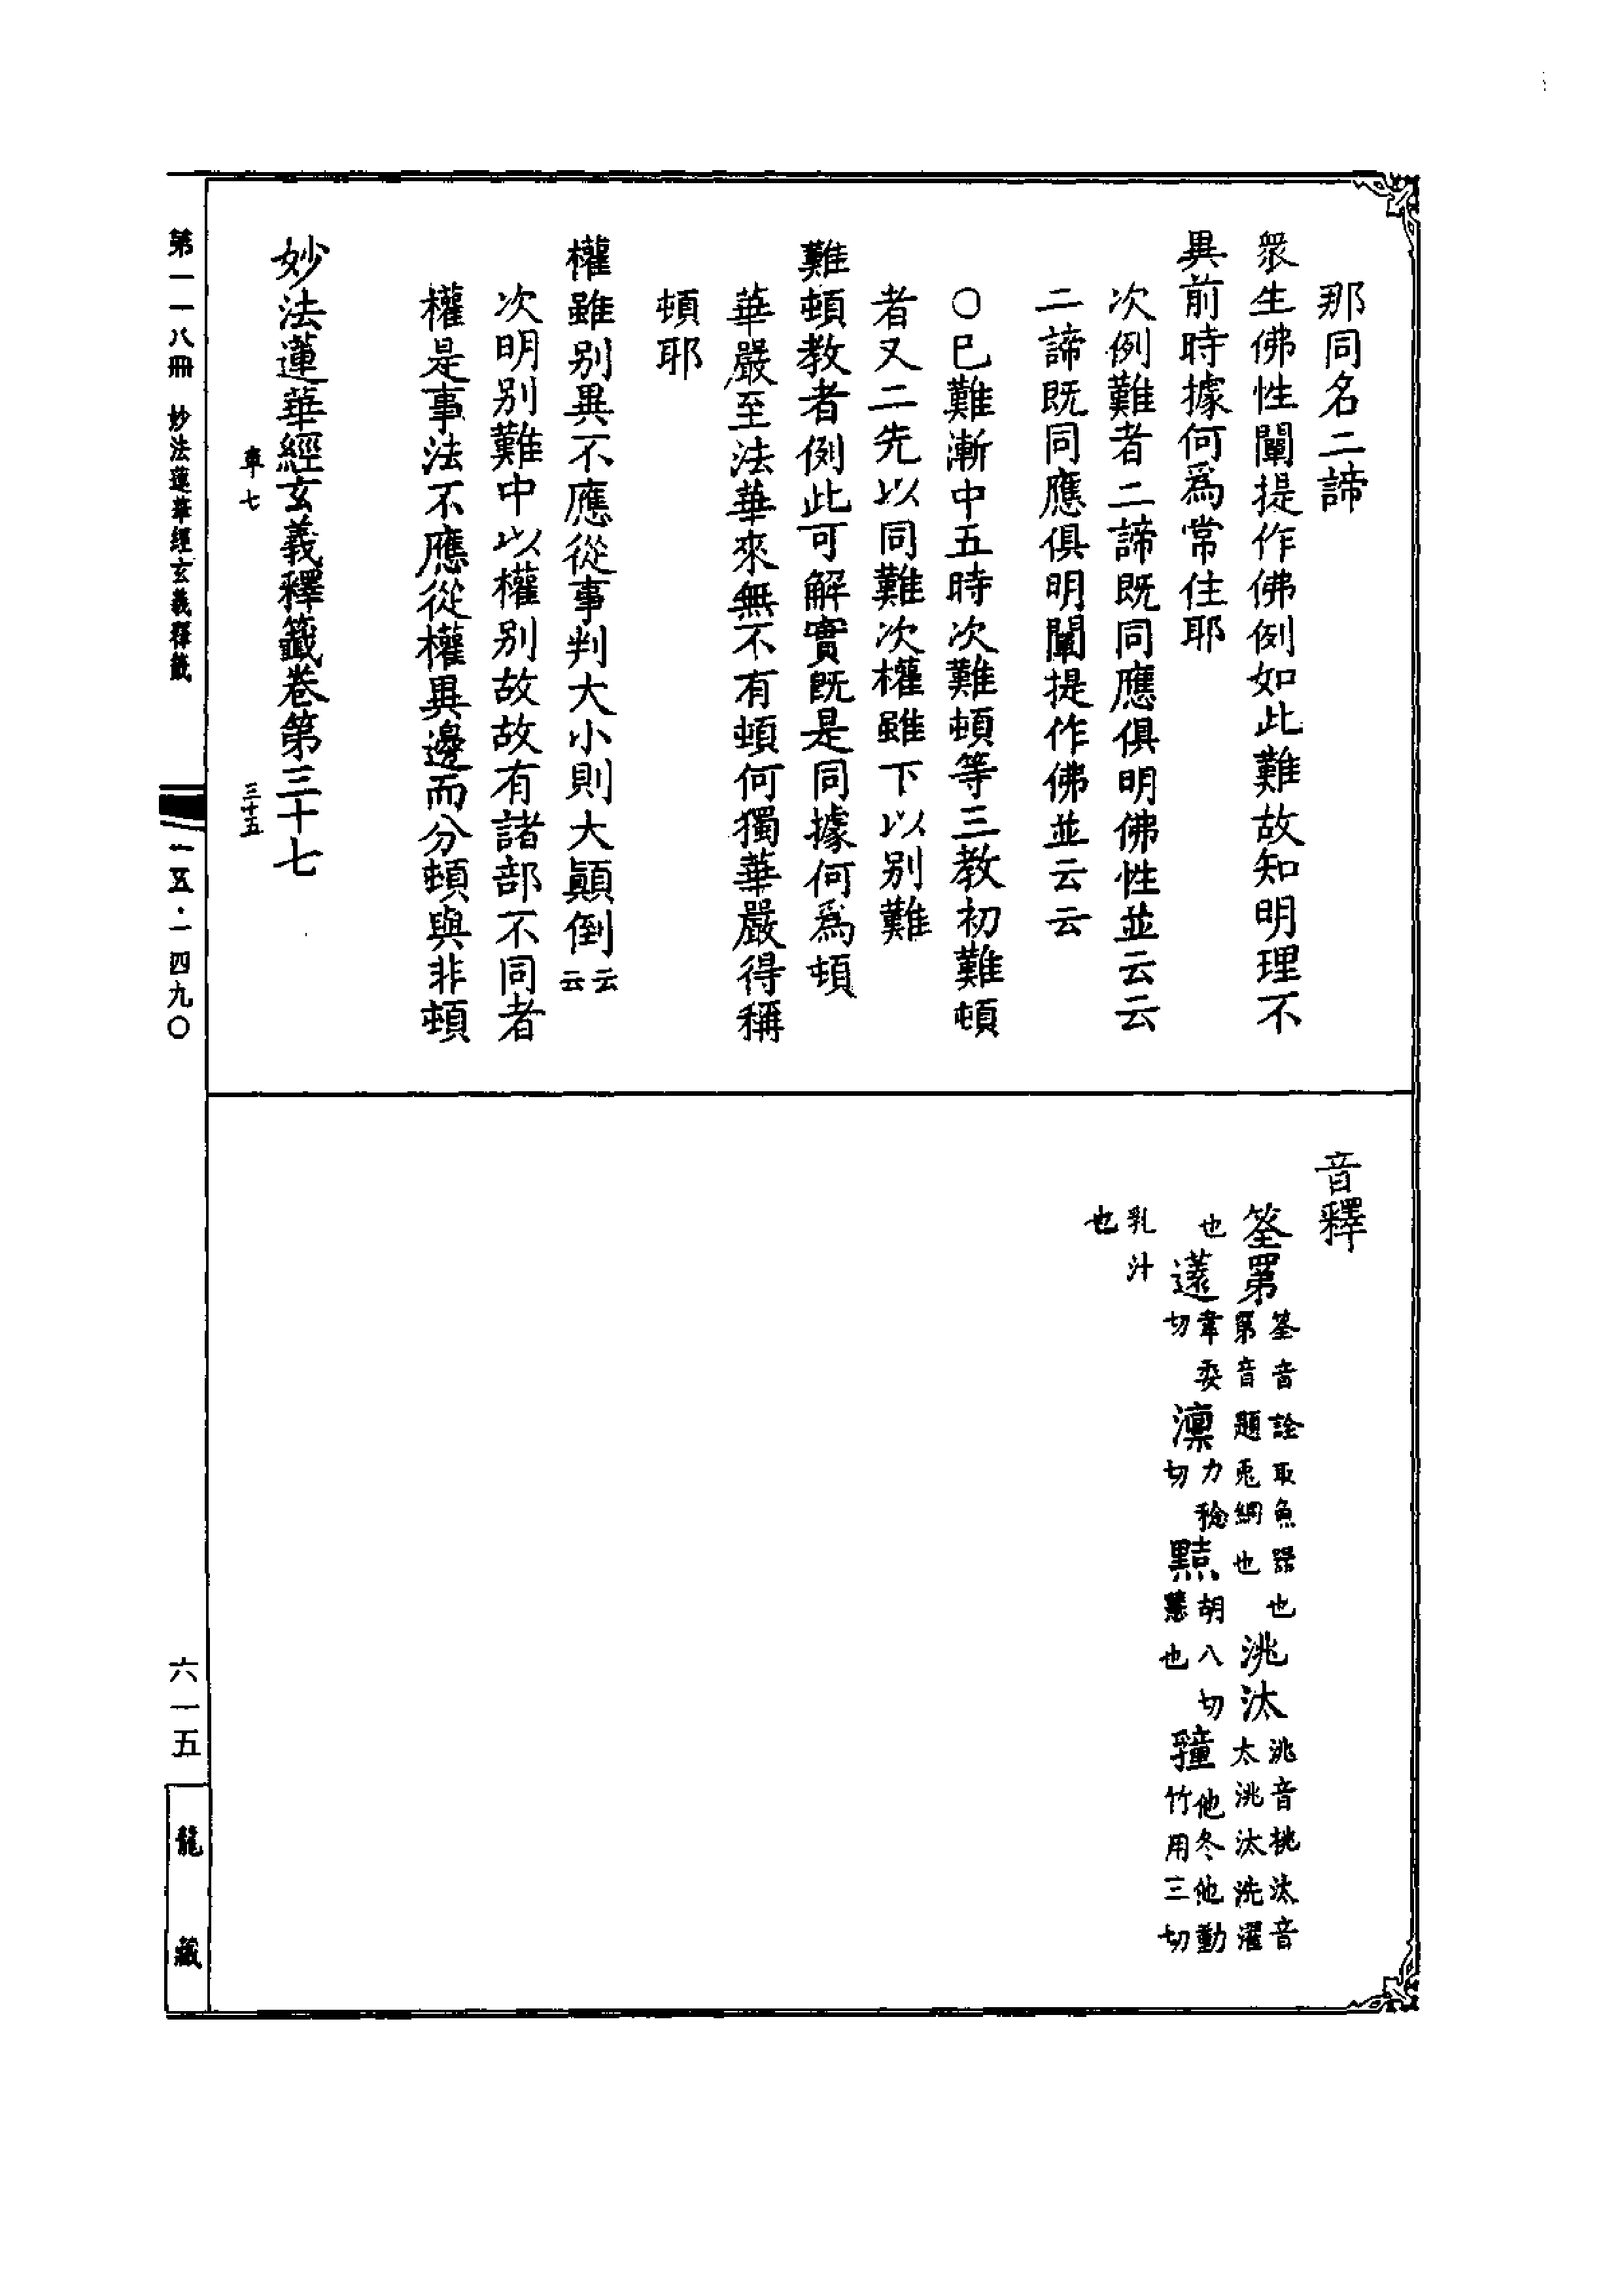 那同名二諦
衆生佛性闡提作佛例如此難故知明理不
異前時據何爲常住耶
次例難者二諦既同應俱明佛性並云云
二諦既同應俱明闡提作佛並云云
○巳難漸中五時次難頓等三教初難頓
者又二先以同難次權雖下以別難
難頓教者例此可解實既是同據何爲頓
華嚴至法華來無不有頓何獨華嚴得稱
頓耶
權雖别異不應從事判大小則大顚倒云云
次明别難中以權别故故有諸部不同者
權是事法不應從權異邊而分頓與非頓
妙法蓮華經玄義釋籖卷第三十七
車七 三十五
音釋
筌罤筌音詮取魚器也罤音題兎網也洮汰洮音桃汰音太洮汰洗濯
也薳韋委切凛力稔切黠胡八切慧也㹐他冬他動竹用三切
乳汁也
第一一八冊 妙法蓮華經玄義釋籖
一五·一四九〇
六一五
龍藏